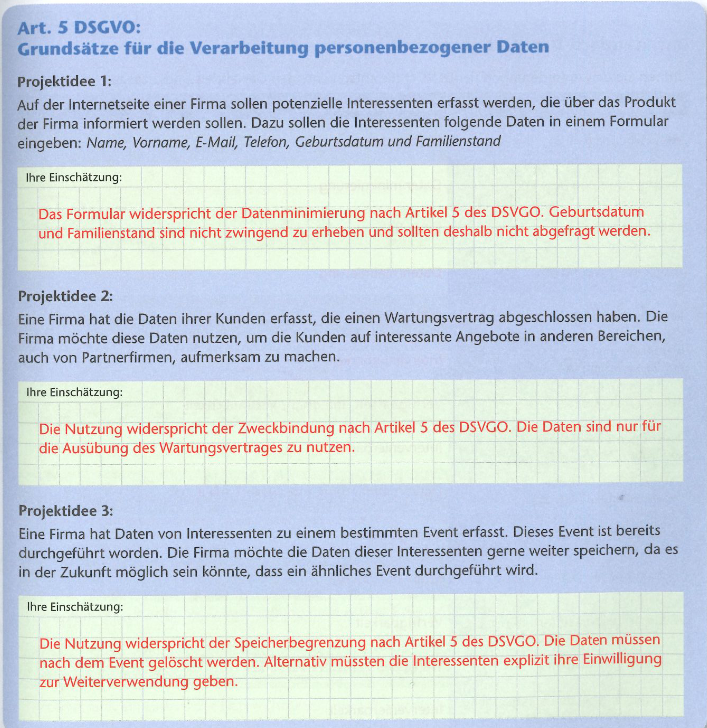 Art. 5 DSGVO:
Grundsätze für die Verarbeitung personenbezogener Daten
Projektidee 1:
Auf der Internetseite einer Firma sollen potenzielle Interessenten erfasst werden, die über das Produkt
der Firma informiert werden sollen. Dazu sollen die Interessenten folgende Daten in einem Formular
eingeben: Name, Vorname, E-Mail, Telefon, Geburtsdatum und Familienstand
Ihre Einschätzung:
Das Formular widerspricht der Datenminimierung nach Artikel 5 des DSVGO. Geburtsdatum
und Familienstand sind nicht zwingend zu erheben und sollten deshalb nicht abgefragt werden.
Projektidee 2:
Eine Firma hat die Daten ihrer Kunden erfasst, die einen Wartungsvertrag abgeschlossen haben. Die
Firma möchte diese Daten nutzen, um die Kunden auf interessante Angebote in anderen Bereichen,
auch von Partnerfirmen, aufmerksam zu machen.
Ihre Einschätzung:
Die Nutzung widerspricht der Zweckbindung nach Artikel 5 des DSVGO. Die Daten sind nur für
die Ausübung des Wartungsvertrages zu nutzen.
Projektidee 3:
Eine Firma hat Daten von Interessenten zu einem bestimmten Event erfasst. Dieses Event ist bereits
durchgeführt worden. Die Firma möchte die Daten dieser Interessenten gerne weiter speichern, da es
in der Zukunft möglich sein könnte, dass ein ähnliches Event durchgeführt wird.
Ihre Einschätzung:
Die Nutzung widerspricht der Speicherbegrenzung nach Artikel 5 des DSVGO. Die Daten müssen
nach dem Event gelöscht werden. Alternativ müssten die Interessenten explizit ihre Einwilligung
zur Weiterverwendung geben.